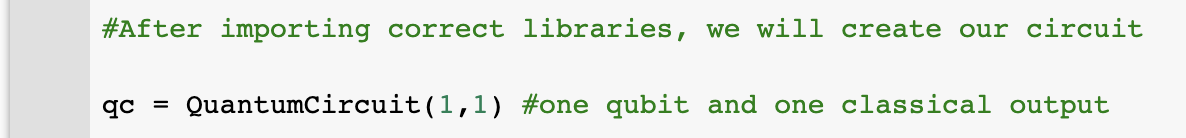 #After importing correct libraries, we will create our circuit
qc = QuantumCircuit(1,1) #one qubit and one classical output